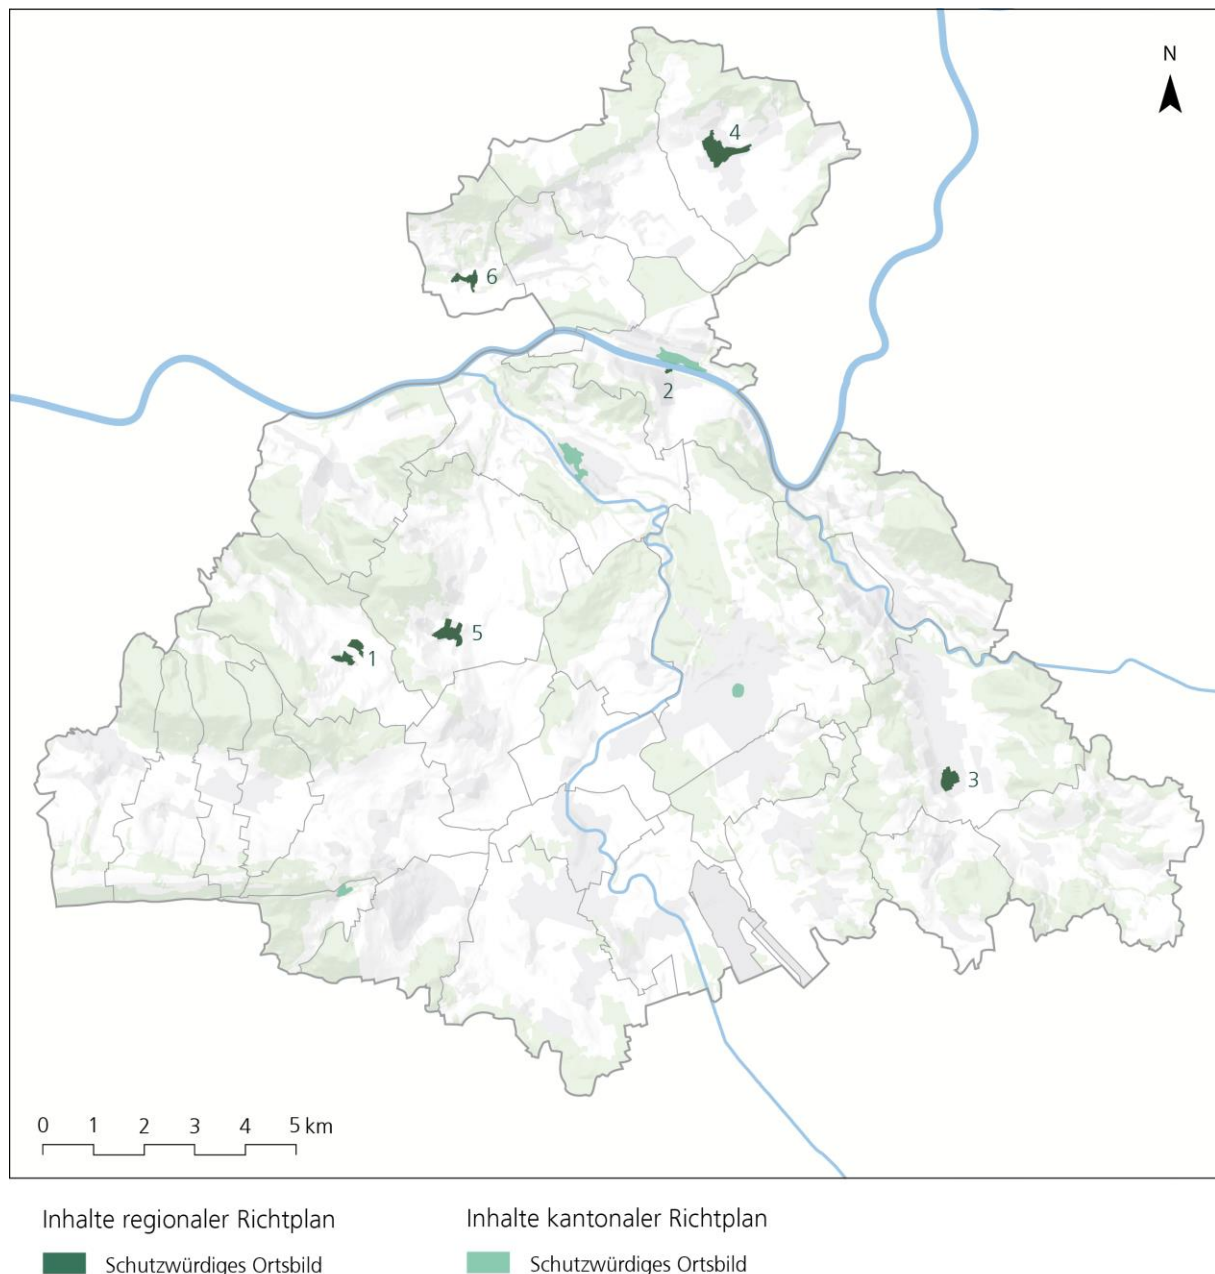 N
4
6
2
5
1
3
0 1 2 3 4 5 km
Inhalte regionaler Richtplan
Inhalte kantonaler Richtplan
Schutzwürdiges Ortsbild
Schutzwürdiges Ortsbild